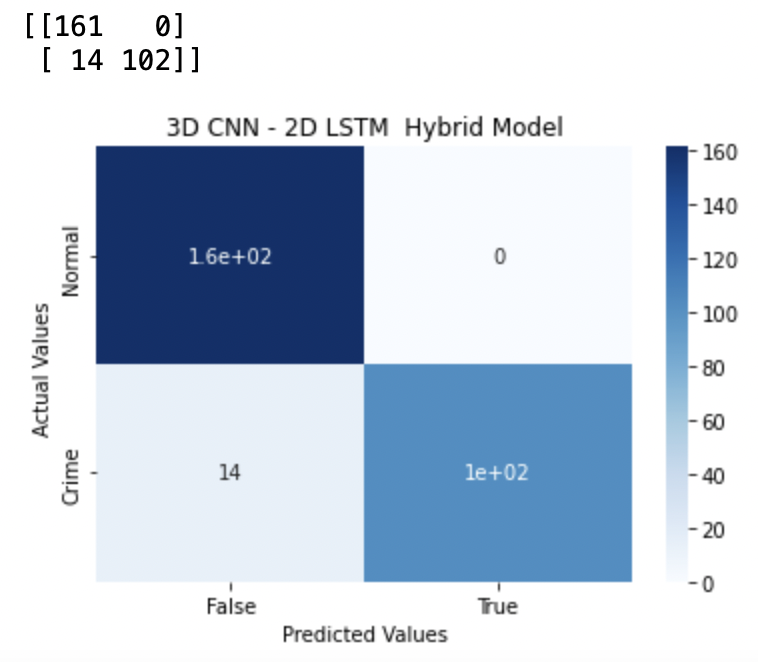 [[161   0]
 [ 14 102]]
3D CNN - 2D LSTM  Hybrid Model
Actual Values
Normal
Crime
1.6e+02
0
14
1e+02
False
True
Predicted Values
160
140
120
100
80
60
40
20
0